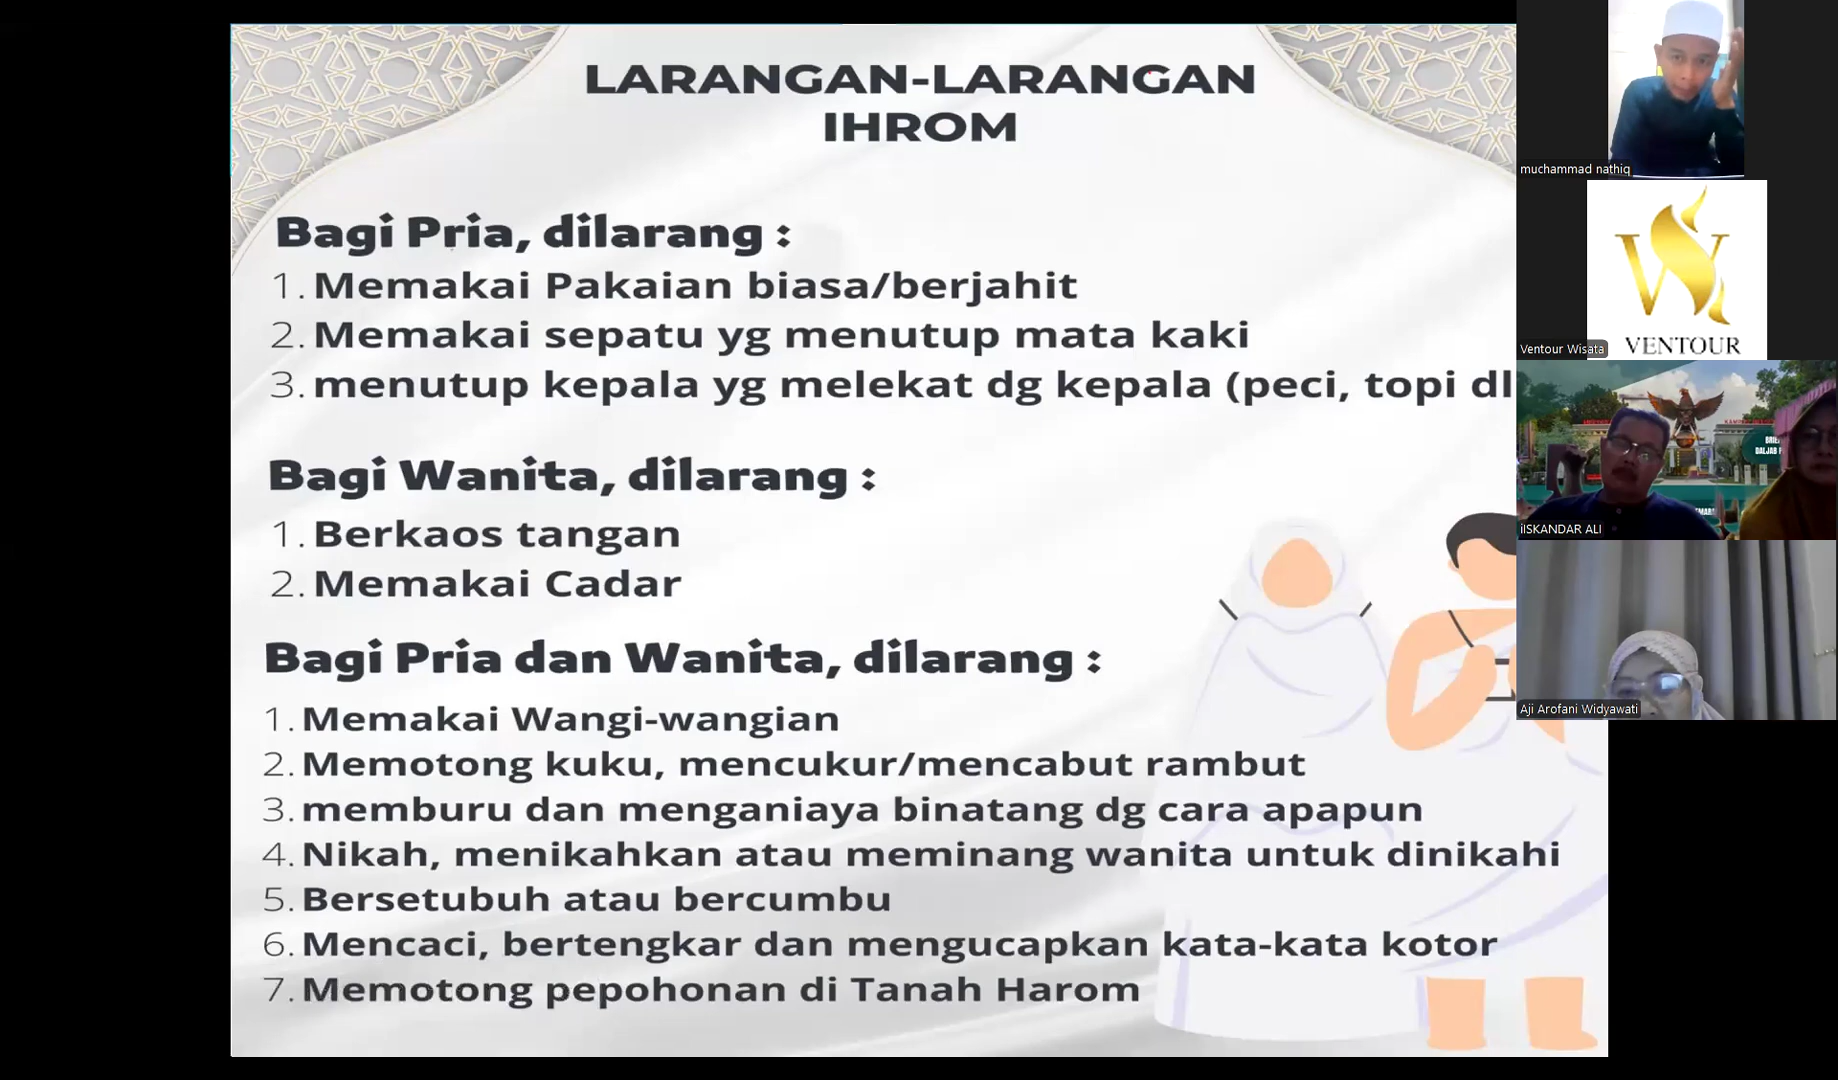 LARANGAN-LARANGAN
IHROM
Bagi Pria, dilarang :
1. Memakai Pakaian biasa/berjahit
2. Memakai sepatu yg menutup mata kaki
3. menutup kepala yg melekat dg kepala (peci, topi dl
Bagi Wanita, dilarang :
1. Berkaos tangan
2. Memakai Cadar
Bagi Pria dan Wanita, dilarang :
1. Memakai Wangi-wangian
2. Memotong kuku, mencukur/mencabut rambut
3. memburu dan menganiaya binatang dg cara apapun
4. Nikah, menikahkan atau meminang wanita untuk dinikahi
5. Bersetubuh atau bercumbu
6. Mencaci, bertengkar dan mengucapkan kata-kata kotor
7. Memotong pepohonan di Tanah Harom
muchammad nathiq
VENTOUR
Ventour Wisata
iISKANDAR ALI
Aji Arofani Widyawati